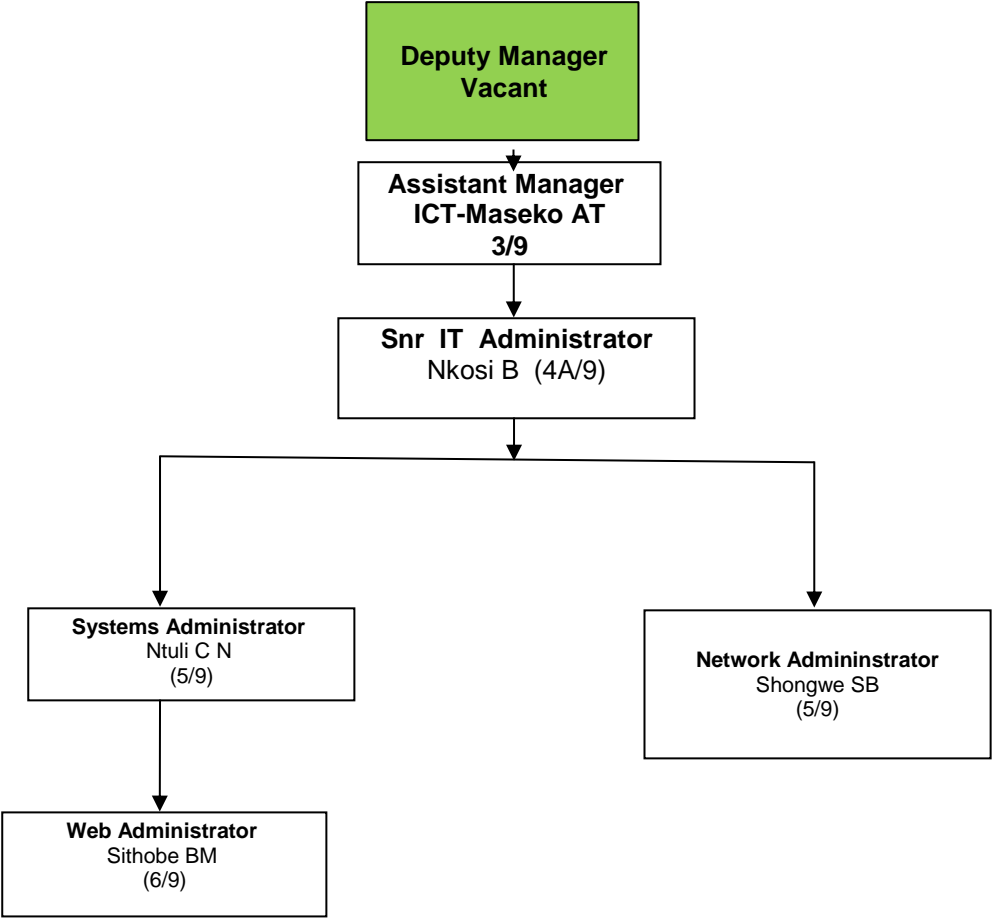 Deputy Manager
Vacant
Assistant Manager
ICT-Maseko AT
3/9
Snr IT Administrator
Nkosi B (4A/9)
Systems Administrator
Ntuli C N
(5/9)
Network Admininstrator
Shongwe SB
(5/9)
Web Administrator
Sithobe BM
(6/9)